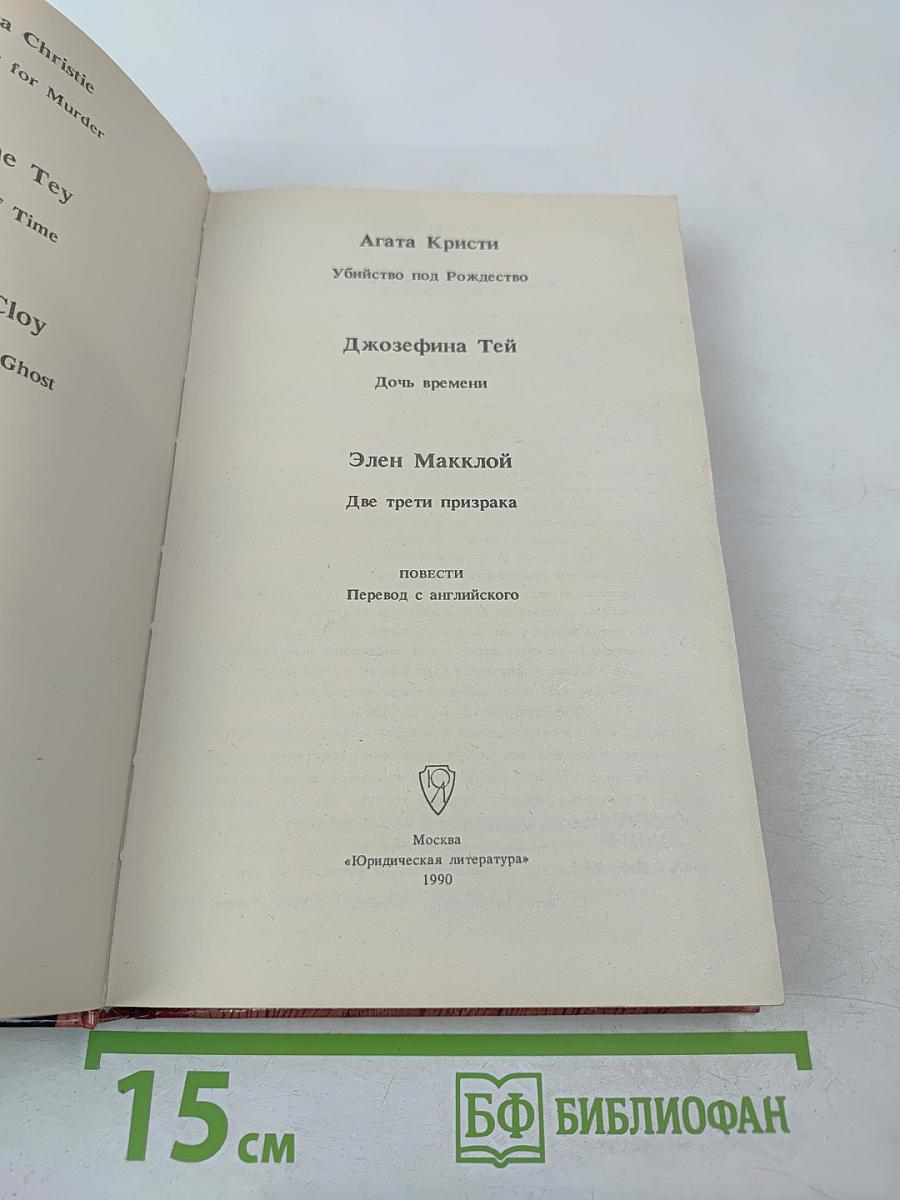 a Christie
for Murder
Tey
Time
Cloy
Ghost
Агата Кристи
Убийство под Рождество
Джозефина Тей
Дочь времени
Элен Макклой
Две трети призрака
ПОВЕСТИ
Перевод с английского
ЮЛ
Москва
«Юридическая литература»
1990
15 см
БФ БИБЛИОФАН